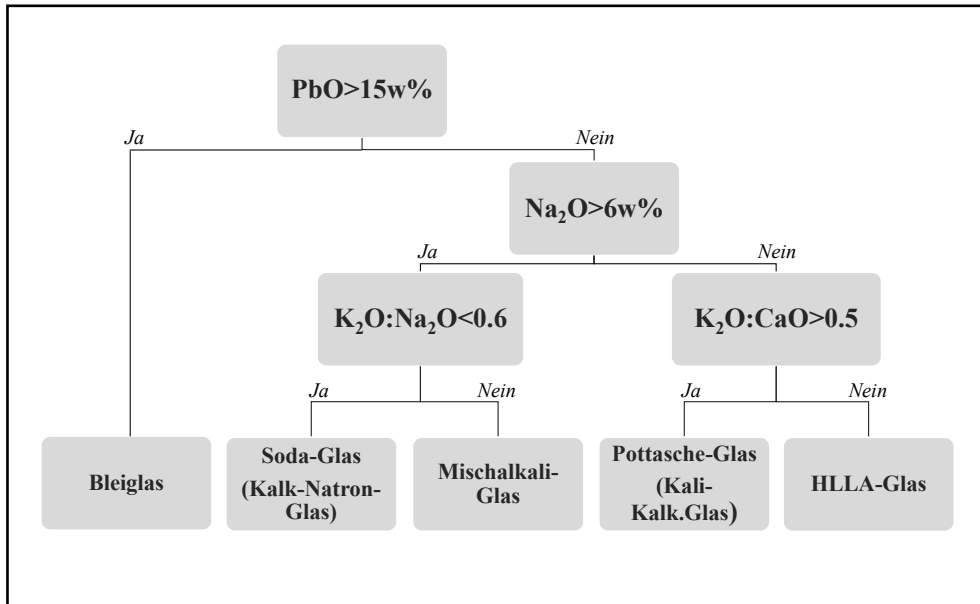 PbO>15w%
Ja
Nein
Na₂O>6w%
Ja
Nein
K₂O:Na₂O<0.6
K₂O:CaO>0.5
Ja
Nein
Ja
Nein
Bleiglas
Soda-Glas
(Kalk-Natron-
Glas)
Mischalkali-
Glas
Pottasche-Glas
(Kali-
Kalk.Glas)
HLLA-Glas